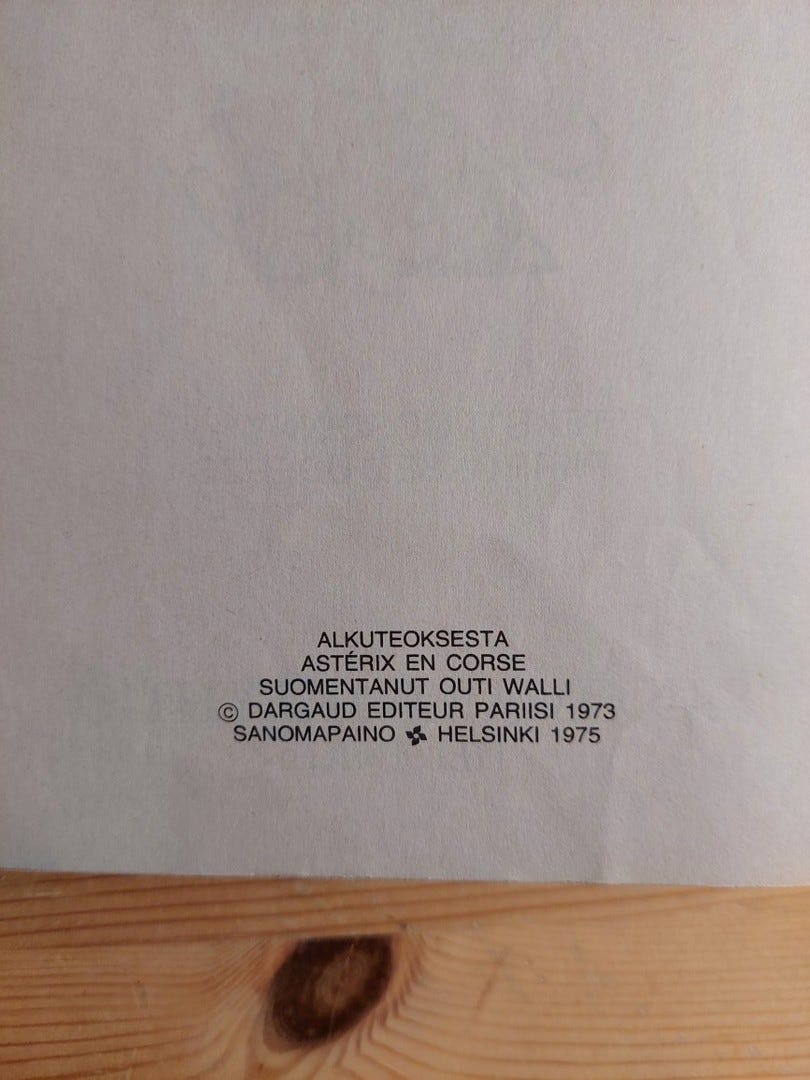 ALKUTEOKSESTA
ASTÉRIX EN CORSE
SUOMENTANUT OUTI WALLI
© DARGAUD EDITEUR PARIISI 1973
SANOMAPAINO HELSINKI 1975